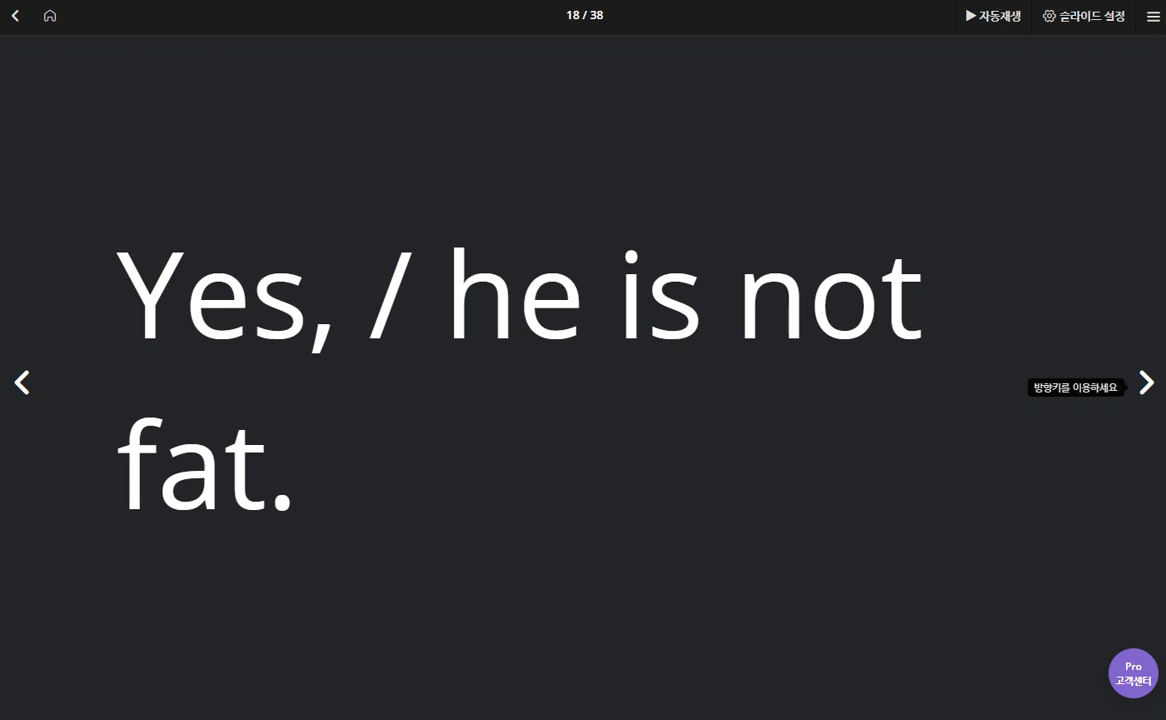 18 / 38
▶ 자동재생
슬라이드 설정
Yes, / he is not
fat.
방향키를 이용하세요
Pro
고객센터